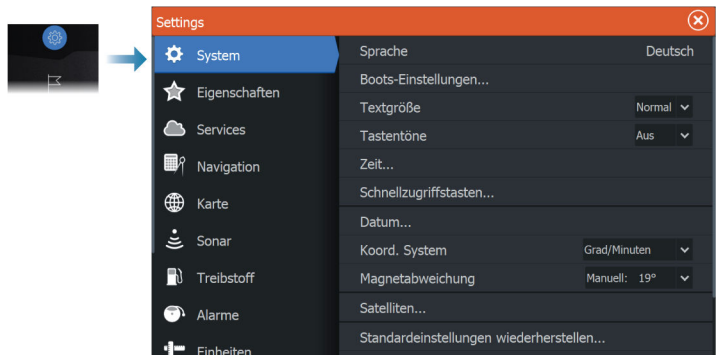 Settings
System
Eigenschaften
Services
Navigation
Karte
Sonar
Treibstoff
Alarme
Einheiten
Sprache Deutsch
Boots-Einstellungen...
Textgröße Normal
Tastentöne Aus
Zeit...
Schnellzugriffstasten...
Datum...
Koord. System Grad/Minuten
Magnetabweichung Manuell: 19°
Satelliten...
Standardeinstellungen wiederherstellen...